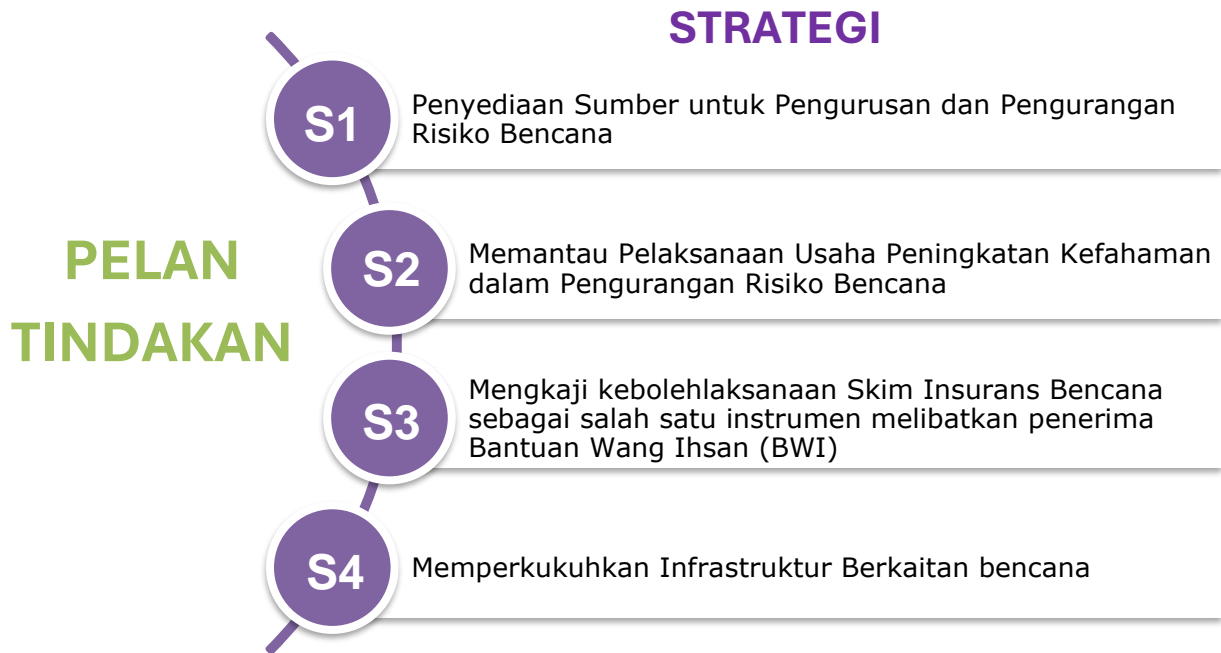 STRATEGI
PELAN
TINDAKAN
S1
Penyediaan Sumber untuk Pengurusan dan Pengurangan
Risiko Bencana
S2
Memantau Pelaksanaan Usaha Peningkatan Kefahaman
dalam Pengurangan Risiko Bencana
S3
Mengkaji kebolehlaksanaan Skim Insurans Bencana
sebagai salah satu instrumen melibatkan penerima
Bantuan Wang Ihsan (BWI)
S4
Memperkukuhkan Infrastruktur Berkaitan bencana